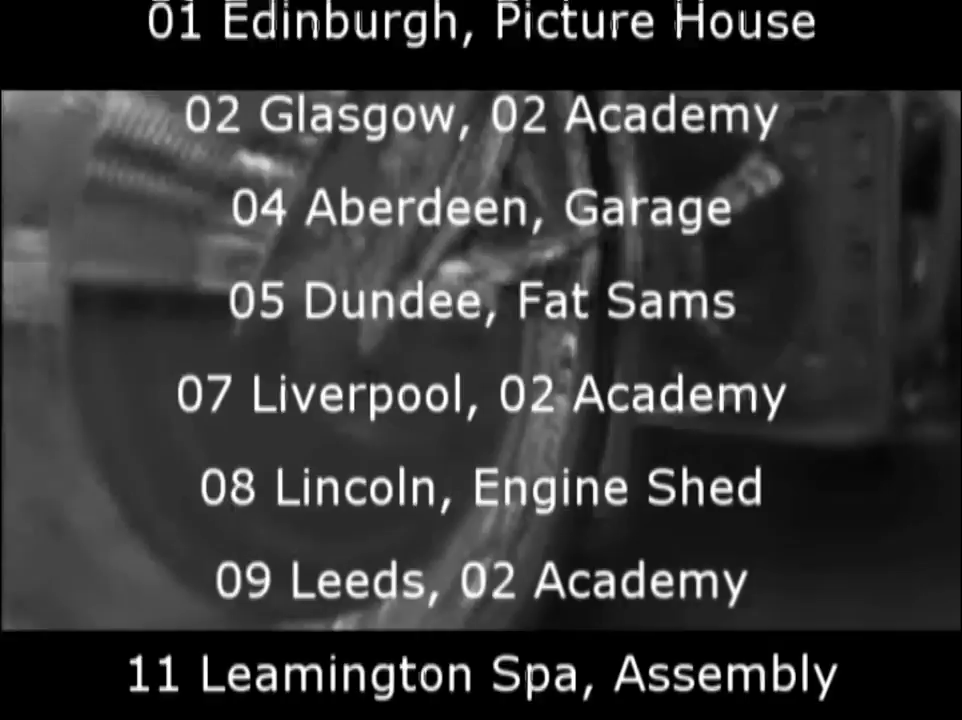 01 Edinburgh, Picture House
02 Glasgow, 02 Academy
04 Aberdeen, Garage
05 Dundee, Fat Sams
07 Liverpool, 02 Academy
08 Lincoln, Engine Shed
09 Leeds, 02 Academy
11 Leamington Spa, Assembly